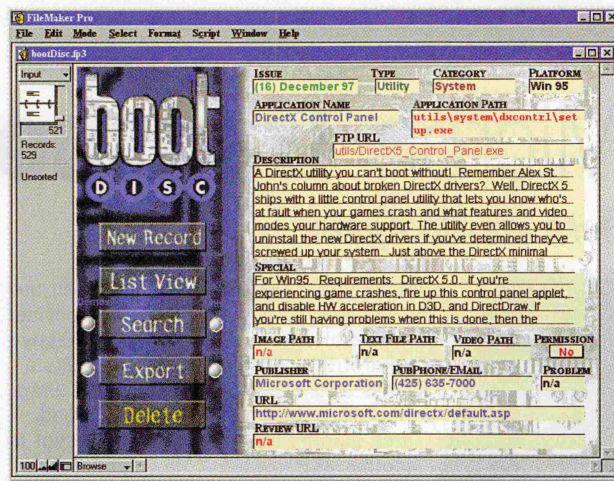 FileMaker Pro
File Edit Mode Select Format Script Window Help
bootDisc.fp3
Input
521
Records:
529
Unsorted
boot
DISC
New Record
List View
Search
Export
Delete
ISSUE TYPE CATEGORY PLATFORM
(16) December 97 Utility System Win 95
APPLICATION NAME APPLICATION PATH
DirectX Control Panel utils\system\dxcontrl\set
up.exe
FTP URL
utils/DirectX5_Control_Panel.exe
DESCRIPTION
A DirectX utility you can't boot without! Remember Alex St.
John's column about broken DirectX drivers? Well, DirectX 5
ships with a little control panel utility that lets you know who's
at fault when your games crash and what features and video
modes your hardware support. The utility even allows you to
uninstall the new DirectX drivers if you've determined they've
screwed up your system. Just above the DirectX minimal
SPECIAL
For Win95. Requirements: DirectX 5.0. If you're
experiencing game crashes, fire up this control panel applet,
and disable HW acceleration in D3D, and DirectDraw. If
you're still having problems when this is done, then the
IMAGE PATH TEXT FILE PATH VIDEO PATH PERMISSION
n/a n/a n/a No
PUBLISHER PUBPHONE/EMAIL PROBLEM
Microsoft Corporation (425) 635-7000 n/a
URL
http://www.microsoft.com/directx/default.asp
REVIEW URL
n/a
100 Browse